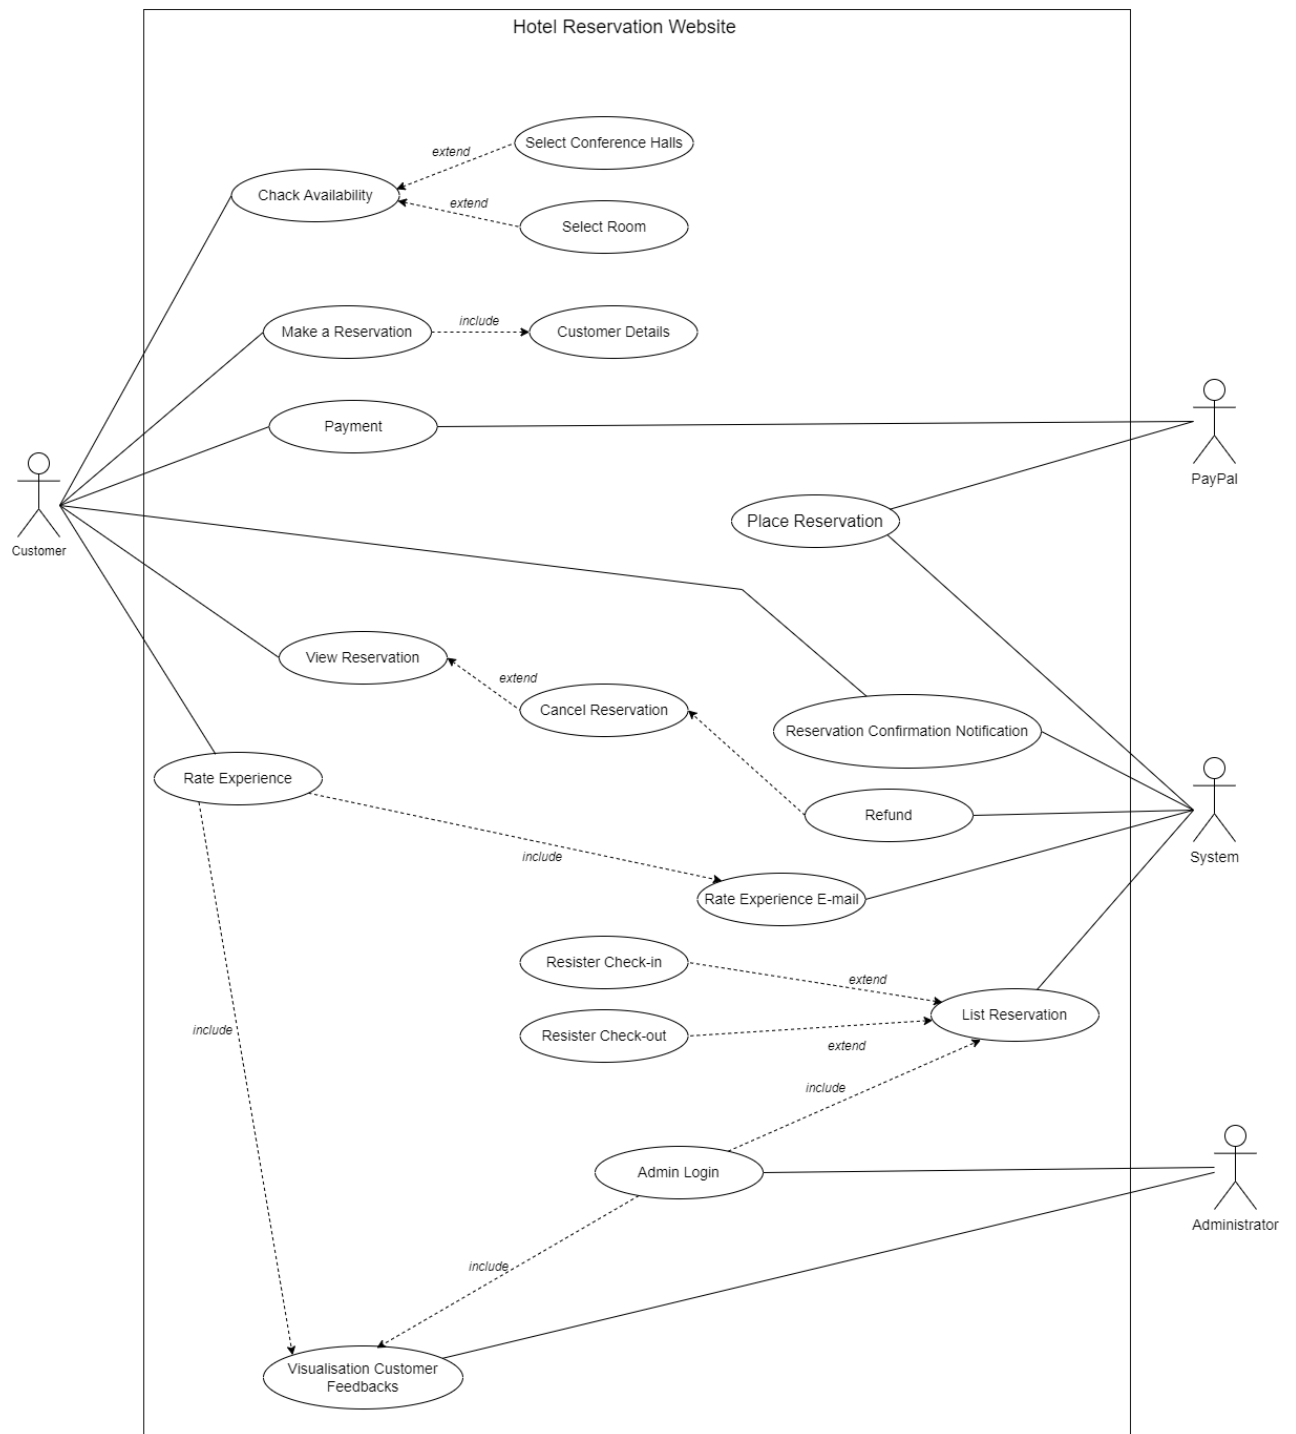 Hotel Reservation Website
Select Conference Halls
extend
Chack Availability
extend
Select Room
Make a Reservation
include
Customer Details
Payment
PayPal
Customer
Place Reservation
View Reservation
extend
Cancel Reservation
Reservation Confirmation Notification
Rate Experience
Refund
include
System
Rate Experience E-mail
Resister Check-in
extend
List Reservation
include
Resister Check-out
extend
include
Admin Login
Administrator
include
Visualisation Customer
Feedbacks